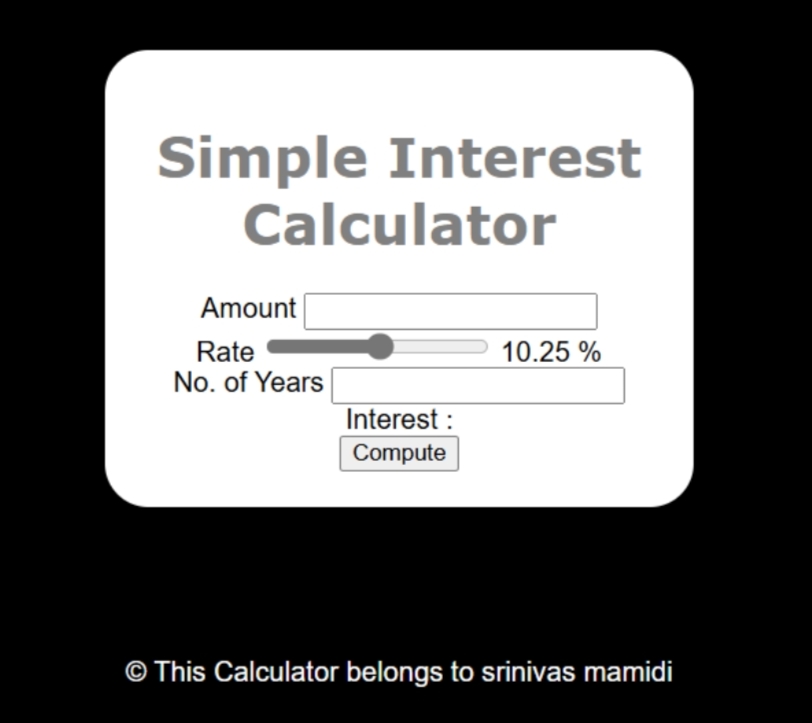 Simple Interest
Calculator
Amount
Rate 10.25 %
No. of Years
Interest :
Compute
© This Calculator belongs to srinivas mamidi